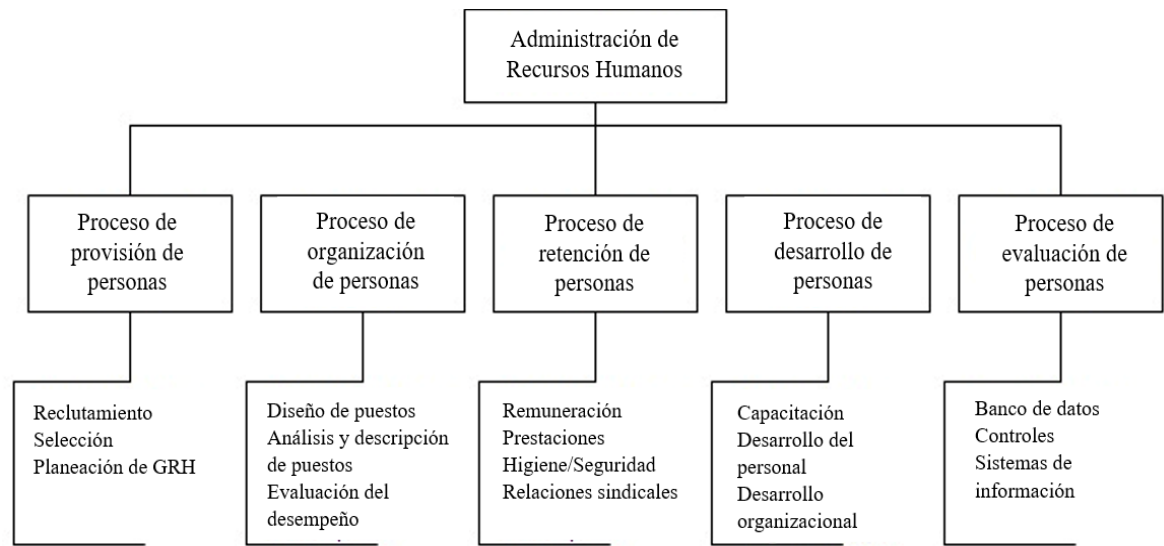 Administración de
Recursos Humanos
Proceso de
provisión de
personas
Proceso de
organización
de personas
Proceso de
retención de
personas
Proceso de
desarrollo de
personas
Proceso de
evaluación de
personas
Reclutamiento
Selección
Planeación de GRH
Diseño de puestos
Análisis y descripción
de puestos
Evaluación del
desempeño
Remuneración
Prestaciones
Higiene/Seguridad
Relaciones sindicales
Capacitación
Desarrollo del
personal
Desarrollo
organizacional
Banco de datos
Controles
Sistemas de
información